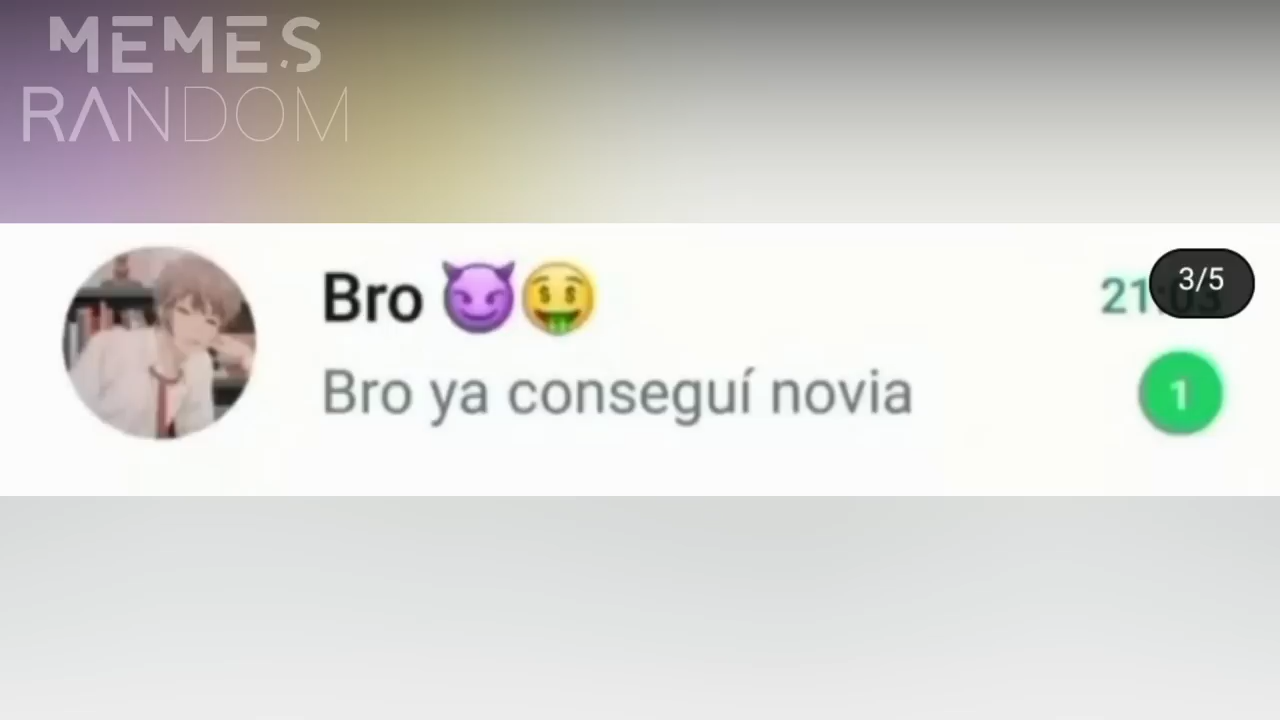 MEMES
RANDOM
Bro 😈🤑
3/5
Bro ya conseguí novia
1